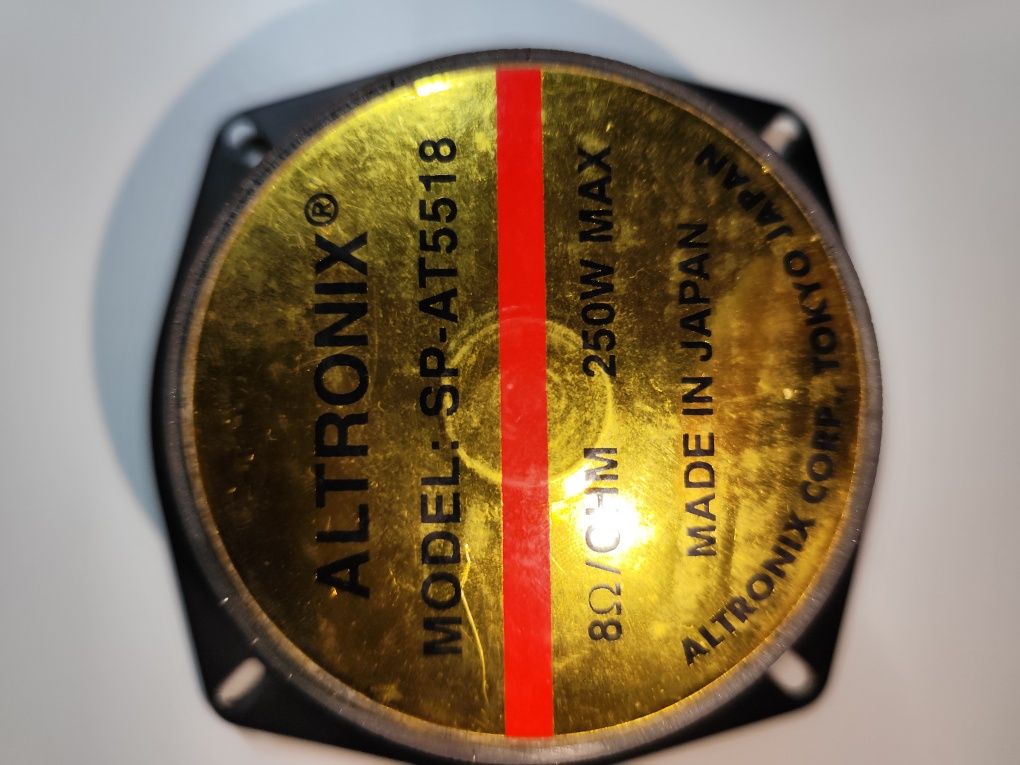 ALTRONIX®
MODEL: SP-AT5518
8Ω/OHM 250W MAX
MADE IN JAPAN
ALTRONIX CORP., TOKYO JAPAN